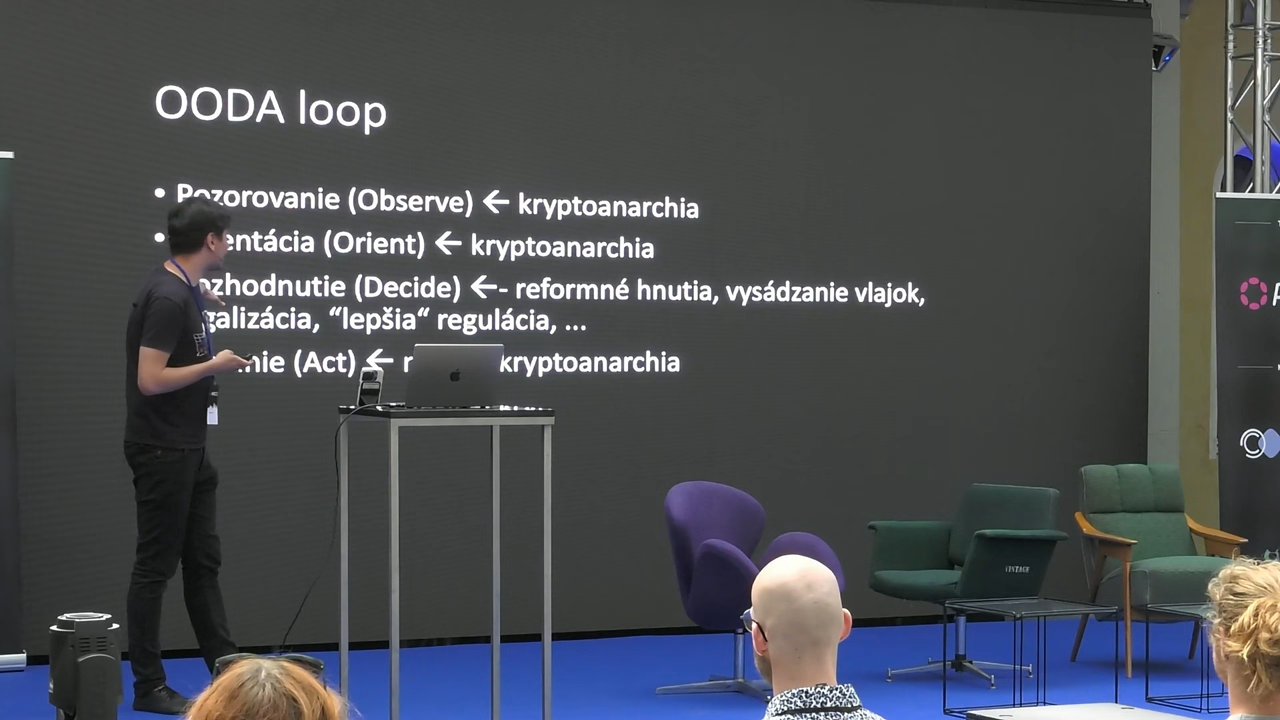 OODA loop
• Pozorovanie (Observe) ← kryptoanarchia
• entácia (Orient) ← kryptoanarchia
ozhodnutie (Decide) ←- reformné hnutia, vysádzanie vlajok,
galizácia, “lepšia“ regulácia, ...
nie (Act) ← kryptoanarchia
VINTAGE